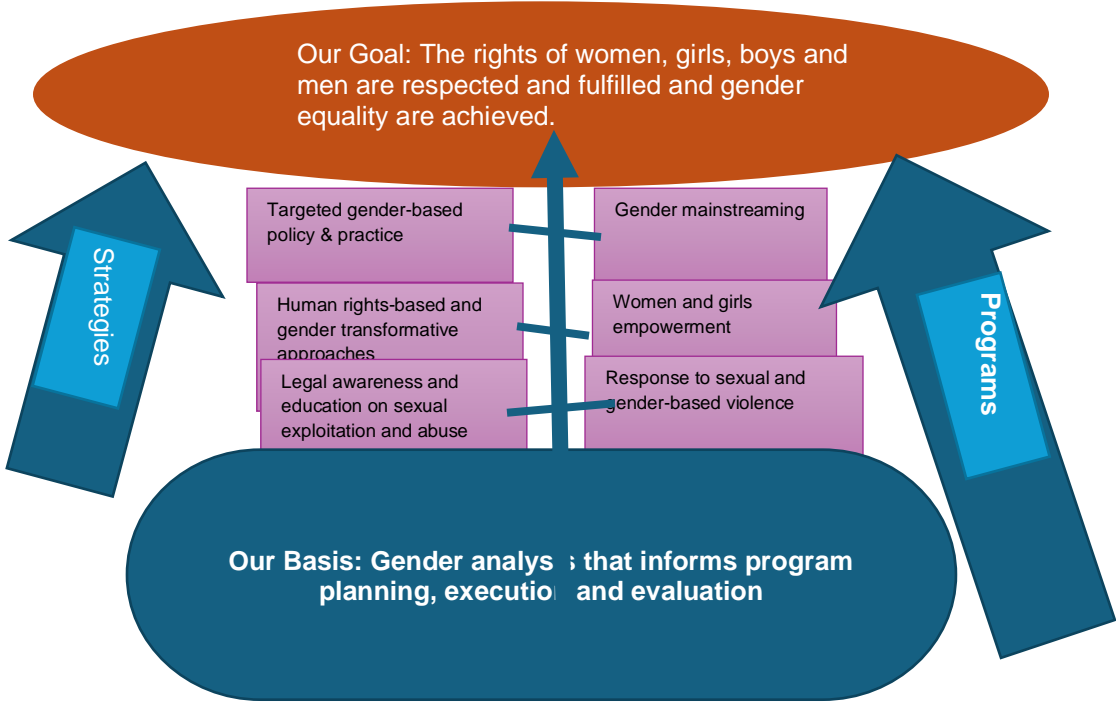 Our Goal: The rights of women, girls, boys and
men are respected and fulfilled and gender
equality are achieved.
Strategies
Targeted gender-based
policy & practice
Gender mainstreaming
Human rights-based and
gender transformative
approaches
Women and girls
empowerment
Legal awareness and
education on sexual
exploitation and abuse
Response to sexual and
gender-based violence
Programs
Our Basis: Gender analysis that informs program
planning, execution and evaluation